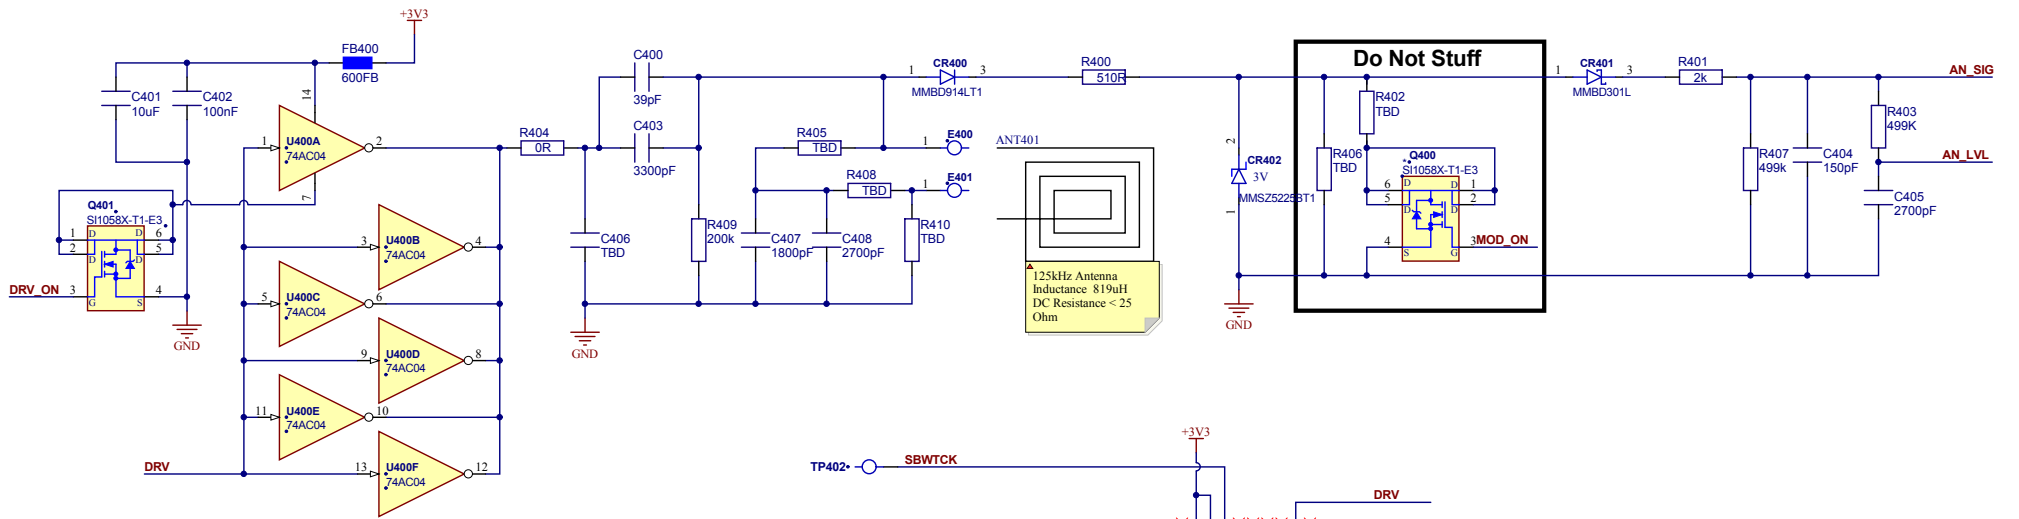 +3V3
FB400
600FB
C401
10uF
C402
100nF
14
1
U400A
74AC04
2
7
Q401
SI1058X-T1-E3
1
2
D
D
D
D
6
5
DRV_ON
3
G
S
4
GND
3
U400B
74AC04
4
5
U400C
74AC04
6
9
U400D
74AC04
8
11
U400E
74AC04
10
DRV
13
U400F
74AC04
12
R404
0R
C400
39pF
C403
3300pF
C406
TBD
GND
R409
200k
R405
TBD
R408
TBD
C407
1800pF
C408
2700pF
R410
TBD
1
CR400
3
MMBD914LT1
1
E400
1
E401
ANT401
125kHz Antenna
Inductance 819uH
DC Resistance < 25
Ohm
R400
510R
2
CR402
3V
MMSZ5225BT1
1
GND
Do Not Stuff
R402
TBD
R406
TBD
Q400
SI1058X-T1-E3
6
5
D
D
D
D
1
2
4
S
G
3
MOD_ON
1
CR401
3
MMBD301L
R401
2k
AN_SIG
R403
499K
AN_LVL
R407
499k
C404
150pF
C405
2700pF
TP402
SBWTCK
+3V3
DRV